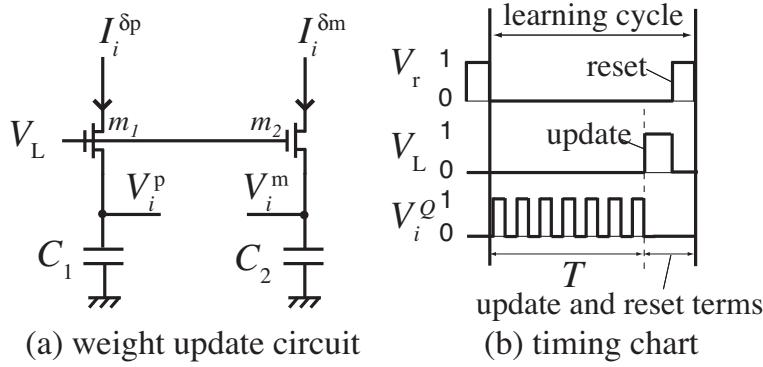 I_i^δp
I_i^δm
V_L
m_1
m_2
V_i^p
V_i^m
C_1
C_2
(a) weight update circuit
learning cycle
V_r
1
0
reset
V_L
1
0
update
V_i^Q
1
0
T
update and reset terms
(b) timing chart